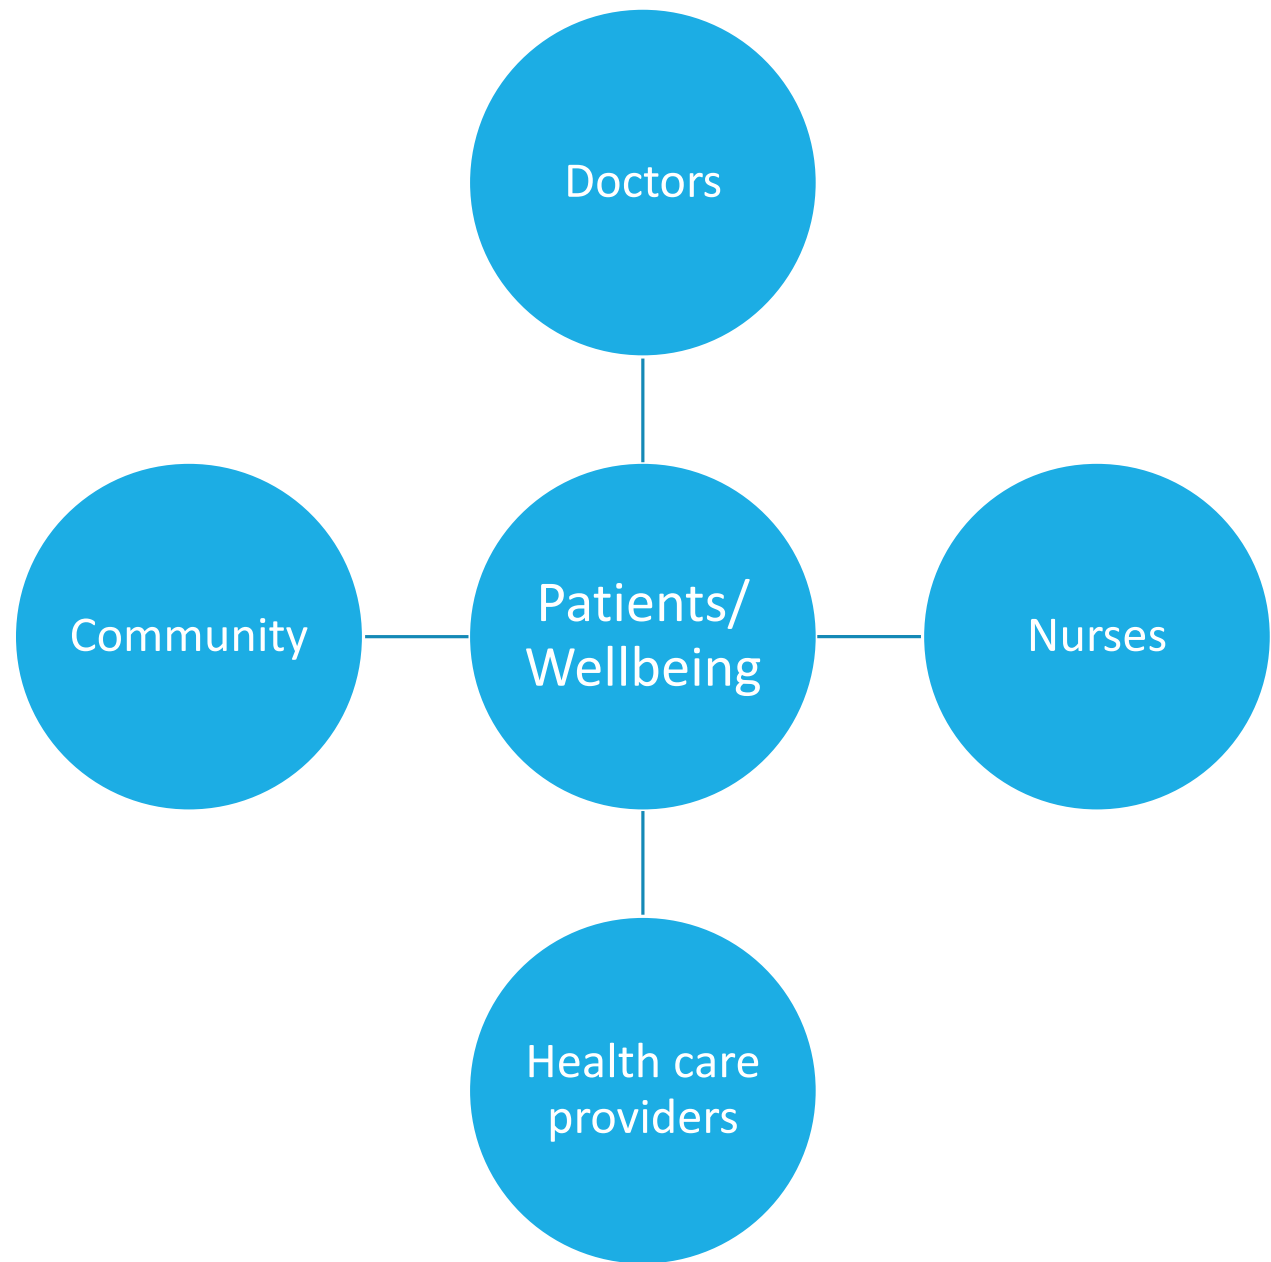 Doctors
Community
Patients/
Wellbeing
Nurses
Health care
providers